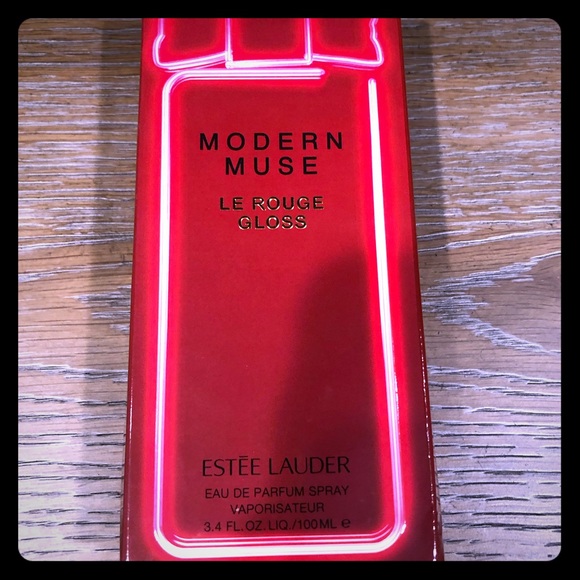 MODERN
MUSE
LE ROUGE
GLOSS
ESTĒE LAUDER
EAU DE PARFUM SPRAY
VAPORISATEUR
3.4 FL.OZ.LIQ./100ML ℮